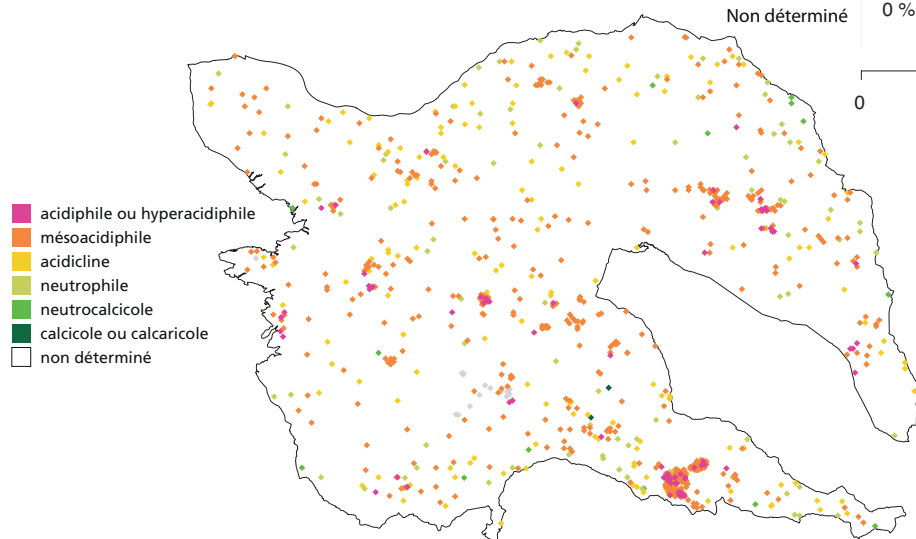 Non déterminé 0 %
0
acidiphile ou hyperacidiphile
mésoacidiphile
acidicline
neutrophile
neutrocalcicole
calcicole ou calcaricole
non déterminé